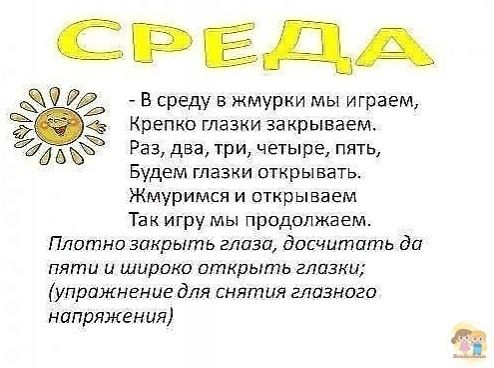 СРЕДА
- В среду в жмурки мы играем,
Крепко глазки закрываем.
Раз, два, три, четыре, пять,
Будем глазки открывать.
Жмуримся и открываем
Так игру мы продолжаем.
Плотно закрыть глаза, досчитать да
пяти и широко открыть глазки;
(упражнение для снятия глазного
напряжения)